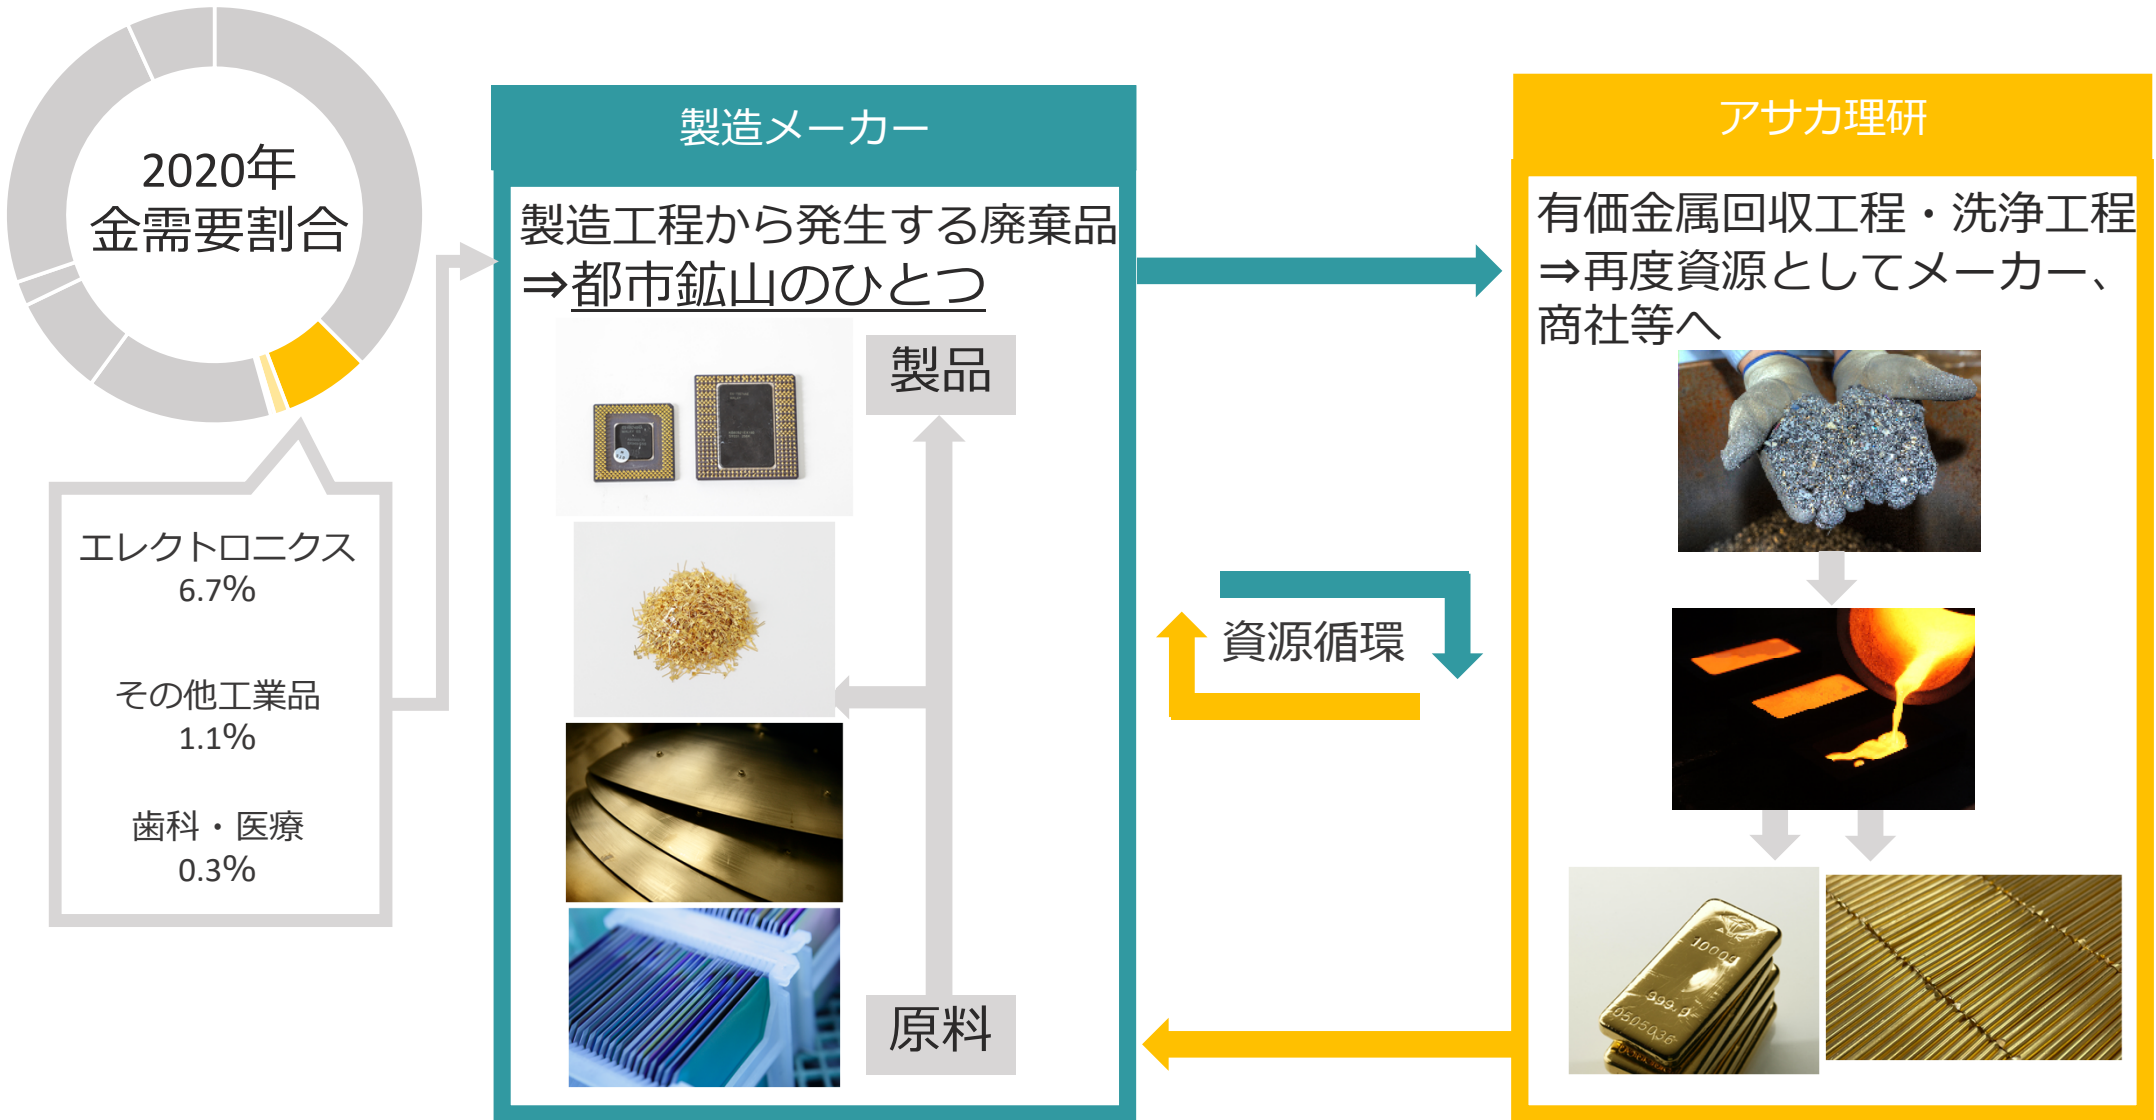 2020年
金需要割合
エレクトロニクス
6.7%
その他工業品
1.1%
歯科・医療
0.3%
製造メーカー
製造工程から発生する廃棄品
⇒都市鉱山のひとつ
製品
原料
資源循環
アサカ理研
有価金属回収工程・洗浄工程
⇒再度資源としてメーカー、
商社等へ
1000g
999.9